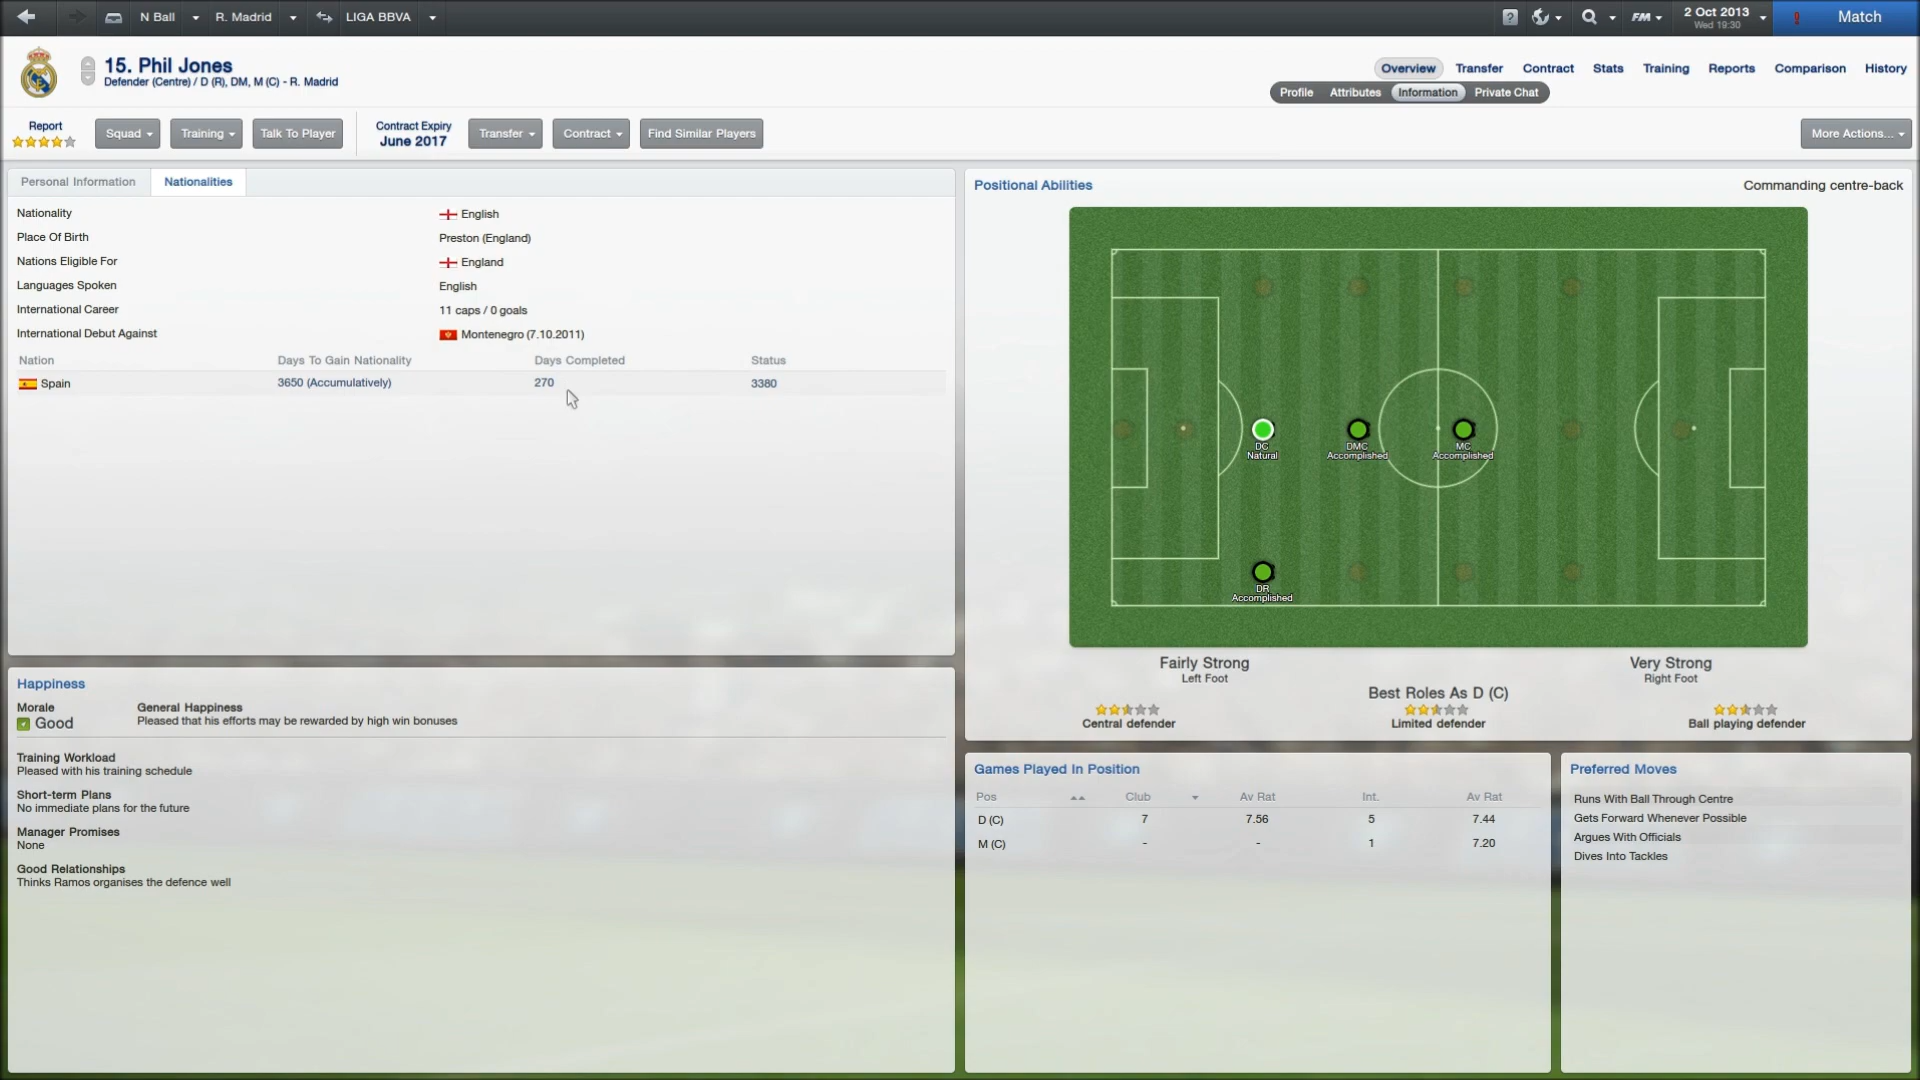 N Ball
R. Madrid
LIGA BBVA
?
FM
2 Oct 2013
Wed 19:30
!
Match
15. Phil Jones
Defender (Centre) / D (R), DM, M (C) - R. Madrid
Overview Transfer Contract Stats Training Reports Comparison History
Profile Attributes Information Private Chat
Report
Squad
Training
Talk To Player
Contract Expiry
June 2017
Transfer
Contract
Find Similar Players
More Actions...
Personal Information Nationalities
Nationality English
Place Of Birth Preston (England)
Nations Eligible For England
Languages Spoken English
International Career 11 caps / 0 goals
International Debut Against Montenegro (7.10.2011)
Nation Days To Gain Nationality Days Completed Status
Spain 3650 (Accumulatively) 270 3380
Positional Abilities
Commanding centre-back
DC
Natural
DMC
Accomplished
MC
Accomplished
DR
Accomplished
Fairly Strong
Left Foot
Very Strong
Right Foot
Best Roles As D (C)
Central defender
Limited defender
Ball playing defender
Happiness
Morale
Good
General Happiness
Pleased that his efforts may be rewarded by high win bonuses
Training Workload
Pleased with his training schedule
Short-term Plans
No immediate plans for the future
Manager Promises
None
Good Relationships
Thinks Ramos organises the defence well
Games Played In Position
Pos Club Av Rat Int. Av Rat
D (C) 7 7.56 5 7.44
M (C) - - 1 7.20
Preferred Moves
Runs With Ball Through Centre
Gets Forward Whenever Possible
Argues With Officials
Dives Into Tackles